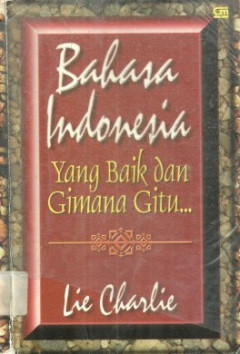 Bahasa
Indonesia
Yang Baik dan
Gimana Gitu...
Lie Charlie